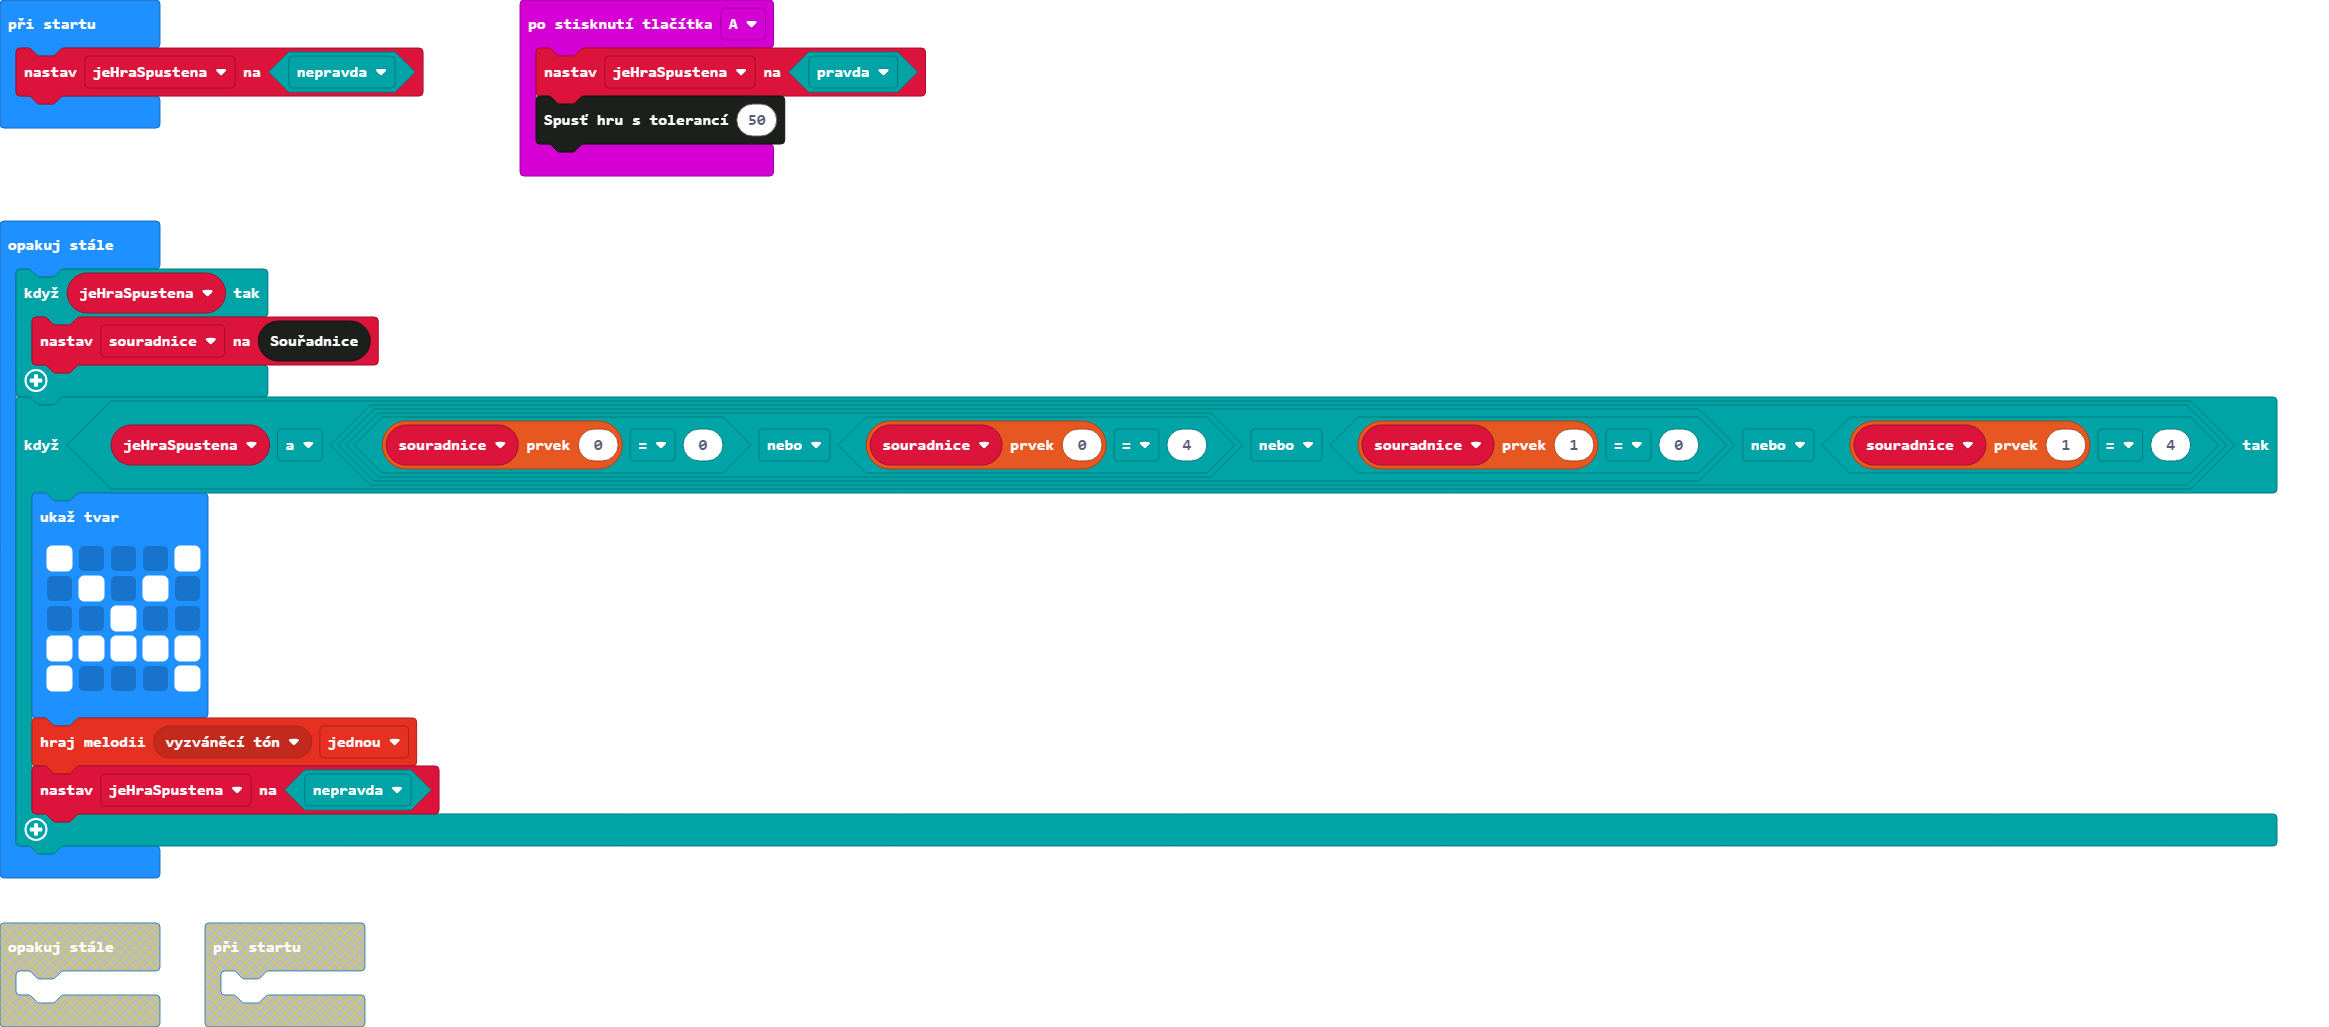 při startu
nastav jeHraSpustena na nepravda
po stisknutí tlačítka A
nastav jeHraSpustena na pravda
Spusť hru s tolerancí 50
opakuj stále
když jeHraSpustena tak
nastav souradnice na Souřadnice
když jeHraSpustena a souradnice prvek 0 = 0 nebo souradnice prvek 0 = 4 nebo souradnice prvek 1 = 0 nebo souradnice prvek 1 = 4 tak
ukaž tvar
hraj melodii vyzváněcí tón jednou
nastav jeHraSpustena na nepravda
opakuj stále
při startu